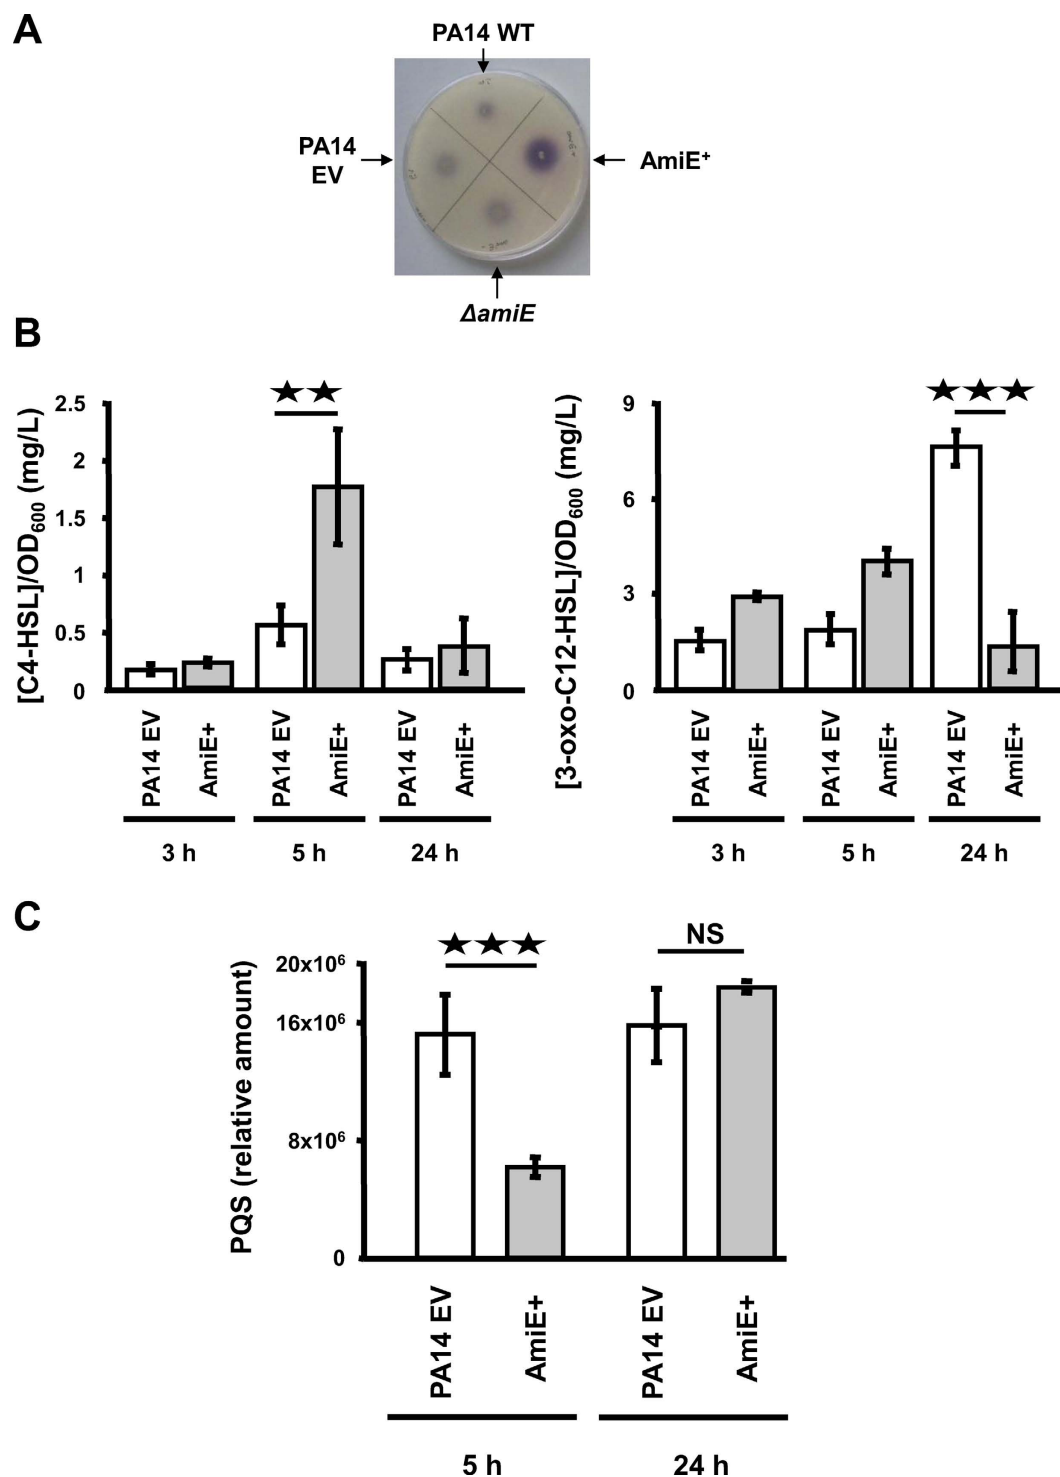 A
PA14 WT
PA14
EV
AmiE⁺
ΔamiE
B
[C4-HSL]/OD₆₀₀ (mg/L)
2.5
2
1.5
1
0.5
0
PA14 EV
AmiE+
PA14 EV
AmiE+
PA14 EV
AmiE+
3 h
5 h
24 h
[3-oxo-C12-HSL]/OD₆₀₀ (mg/L)
9
6
3
0
PA14 EV
AmiE+
PA14 EV
AmiE+
PA14 EV
AmiE+
3 h
5 h
24 h
C
PQS (relative amount)
20x10⁶
16x10⁶
8x10⁶
0
NS
PA14 EV
AmiE+
PA14 EV
AmiE+
5 h
24 h